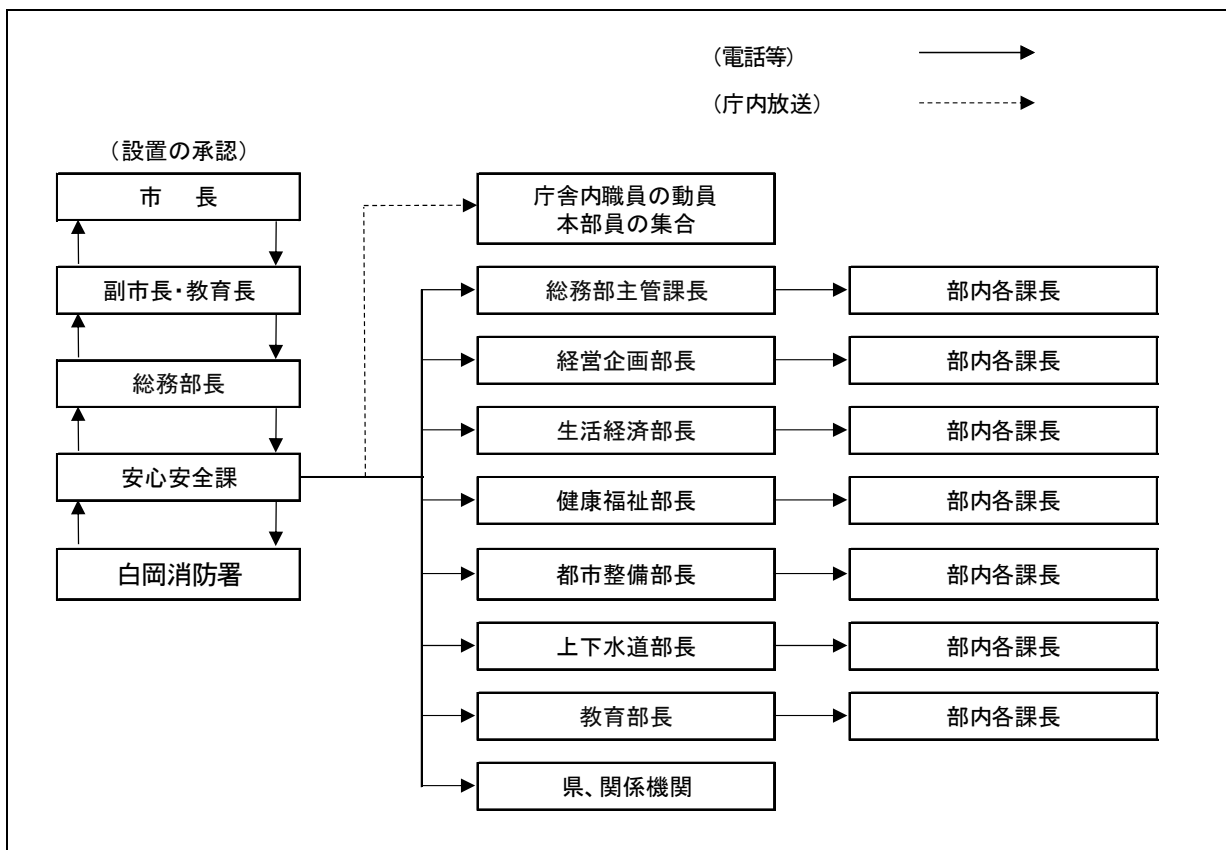 (電話等)
(庁内放送)
(設置の承認)
市　長
副市長・教育長
総務部長
安心安全課
白岡消防署
庁舎内職員の動員
本部員の集合
総務部主管課長
部内各課長
経営企画部長
部内各課長
生活経済部長
部内各課長
健康福祉部長
部内各課長
都市整備部長
部内各課長
上下水道部長
部内各課長
教育部長
部内各課長
県、関係機関